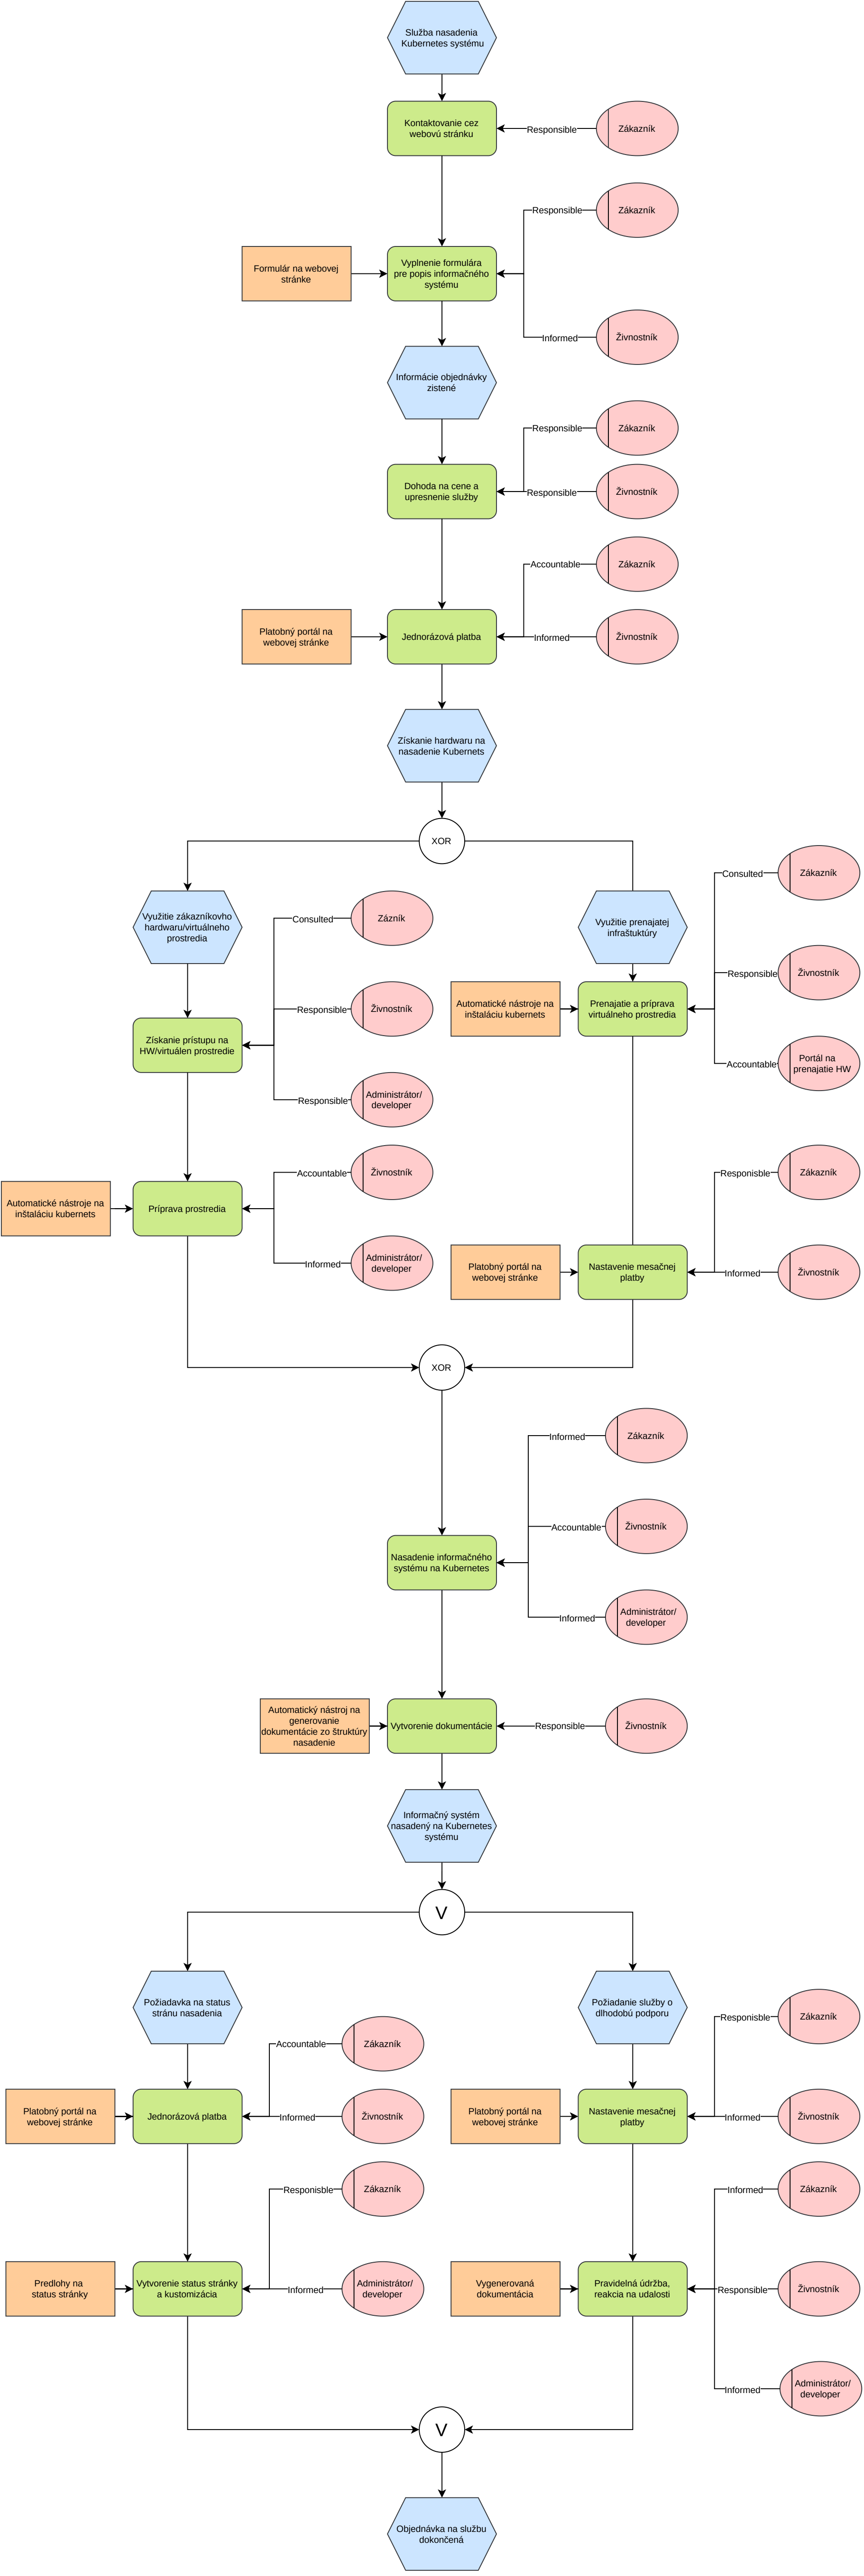 Služba nasadenia
Kubernetes systému
Kontaktovanie cez
webovú stránku
Responsible
Zákazník
Responsible
Zákazník
Formulár na webovej
stránke
Vyplnenie formulára
pre popis informačného
systému
Informed
Živnostník
Informácie objednávky
zistené
Responsible
Zákazník
Dohoda na cene a
upresnenie služby
Responsible
Živnostník
Accountable
Zákazník
Platobný portál na
webovej stránke
Jednorázová platba
Informed
Živnostník
Získanie hardwaru na
nasadenie Kubernets
XOR
Využitie zákazníkovho
hardwaru/virtuálneho
prostredia
Consulted
Zázník
Responsible
Živnostník
Získanie prístupu na
HW/virtuálen prostredie
Responsible
Administrátor/
developer
Accountable
Živnostník
Automatické nástroje na
inštaláciu kubernets
Príprava prostredia
Informed
Administrátor/
developer
Využitie prenajatej
infraštuktúry
Consulted
Zákazník
Automatické nástroje na
inštaláciu kubernets
Prenajatie a príprava
virtuálneho prostredia
Responsible
Živnostník
Accountable
Portál na
prenajatie HW
Responisble
Zákazník
Platobný portál na
webovej stránke
Nastavenie mesačnej
platby
Informed
Živnostník
XOR
Informed
Zákazník
Accountable
Živnostník
Nasadenie informačného
systému na Kubernetes
Informed
Administrátor/
developer
Automatický nástroj na
generovanie
dokumentácie zo štruktúry
nasadenie
Vytvorenie dokumentácie
Responsible
Živnostník
Informačný systém
nasadený na Kubernetes
systému
V
Požiadavka na status
stránu nasadenia
Accountable
Zákazník
Platobný portál na
webovej stránke
Jednorázová platba
Informed
Živnostník
Responisble
Zákazník
Predlohy na
status stránky
Vytvorenie status stránky
a kustomizácia
Informed
Administrátor/
developer
Požiadanie služby o
dlhodobú podporu
Responisble
Zákazník
Platobný portál na
webovej stránke
Nastavenie mesačnej
platby
Informed
Živnostník
Informed
Zákazník
Vygenerovaná
dokumentácia
Pravidelná údržba,
reakcia na udalosti
Responsible
Živnostník
Informed
Administrátor/
developer
V
Objednávka na službu
dokončená